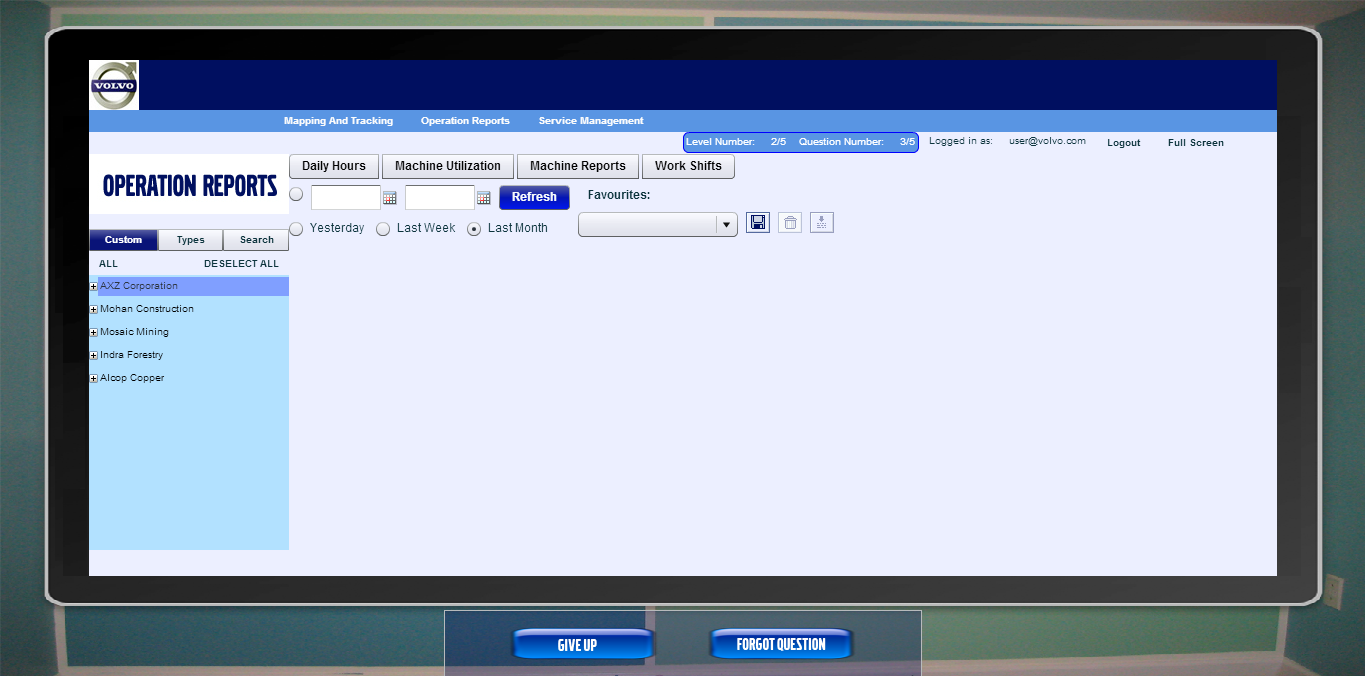 VOLVO
Mapping And Tracking Operation Reports Service Management
Level Number: 2/5 Question Number: 3/5 Logged in as: user@volvo.com Logout Full Screen
OPERATION REPORTS
Daily Hours Machine Utilization Machine Reports Work Shifts
Refresh Favourites:
Yesterday Last Week Last Month
Custom Types Search
ALL DESELECT ALL
AXZ Corporation
Mohan Construction
Mosaic Mining
Indra Forestry
Alcop Copper
GIVE UP FORGOT QUESTION